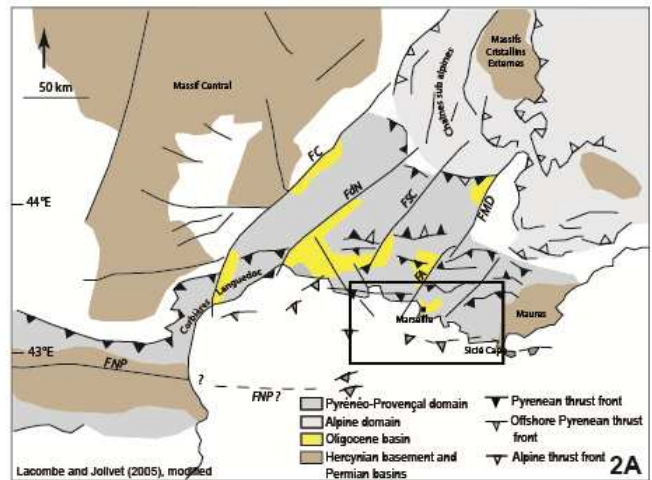 Massifs
Cristallins
Externes
Massif Central
50 km
Chaînes sub alpines
FC
FdN
FSC
FMD
44°E
FA
Languedoc
Corbières
Marseille
Maures
Sicié Cape
43°E
FNP
?
FNP ?
Pyrénéo-Provençal domain
Alpine domain
Oligocene basin
Hercynian basement and
Permian basins
Pyrenean thrust front
Offshore Pyrenean thrust
front
Alpine thrust front
2A
Lacombe and Jolivet (2005), modified